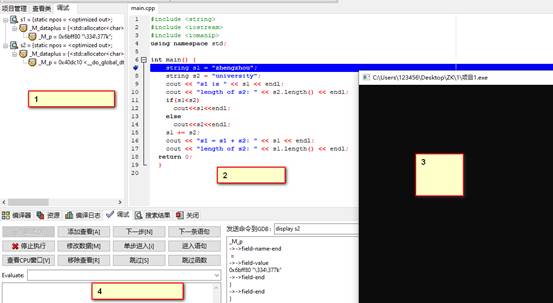 项目管理 查看类 调试
s1 = {static npos = <optimized out>,
_M_dataplus = {<std::allocator<char>
_M_p = 0x6bff80 "\334\377k";
s2 = {static npos = <optimized out>,
_M_dataplus = {<std::allocator<char>
_M_p = 0x40dc10 <__do_global_dt
1
main.cpp
1 #include <string>
2 #include <iostream>
3 #include <iomanip>
4 using namespace std;
5
6 int main() {
string s1 = "zhengzhou";
8 string s2 = "university";
9 cout << "s1 is " << s1 << endl;
10 cout << "length of s2: " << s2.length() << endl;
11 if(s1<s2)
12 cout<<s1<<endl;
13 else
14 cout<<s2<<endl;
15 s1 += s2;
16 cout << "s1 = s1 + s2: " << s1 << endl;
17 cout << "length of s2: " << s1.length() << endl;
18 return 0;
19 }
20
2
C:\Users\123456\Desktop\ZX\1\项目1.exe
3
编译器 资源 编译日志 调试 搜索结果 关闭
添加查看[A] 下一步[N] 下一条语句
停止执行 修改数据[M] 单步进入[i] 进入语句
查看CPU窗口[V] 移除查看[R] 跳过[S] 跳过函数
Evaluate:
4
发送命令到GDB: display s2
_M_p
->->field-name-end
=
->->field-value
0x6bff80 "\334\377k"
->->field-end
}
->->field-end
}